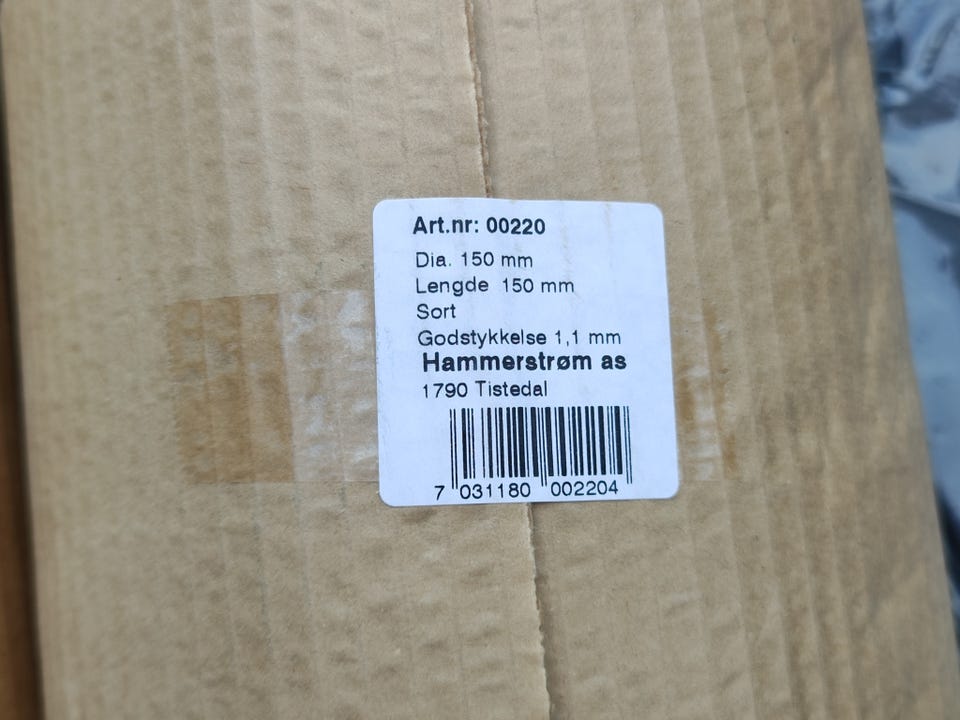 Art.nr: 00220
Dia. 150 mm
Lengde 150 mm
Sort
Godstykkelse 1,1 mm
Hammerstrøm as
1790 Tistedal
7 031180 002204